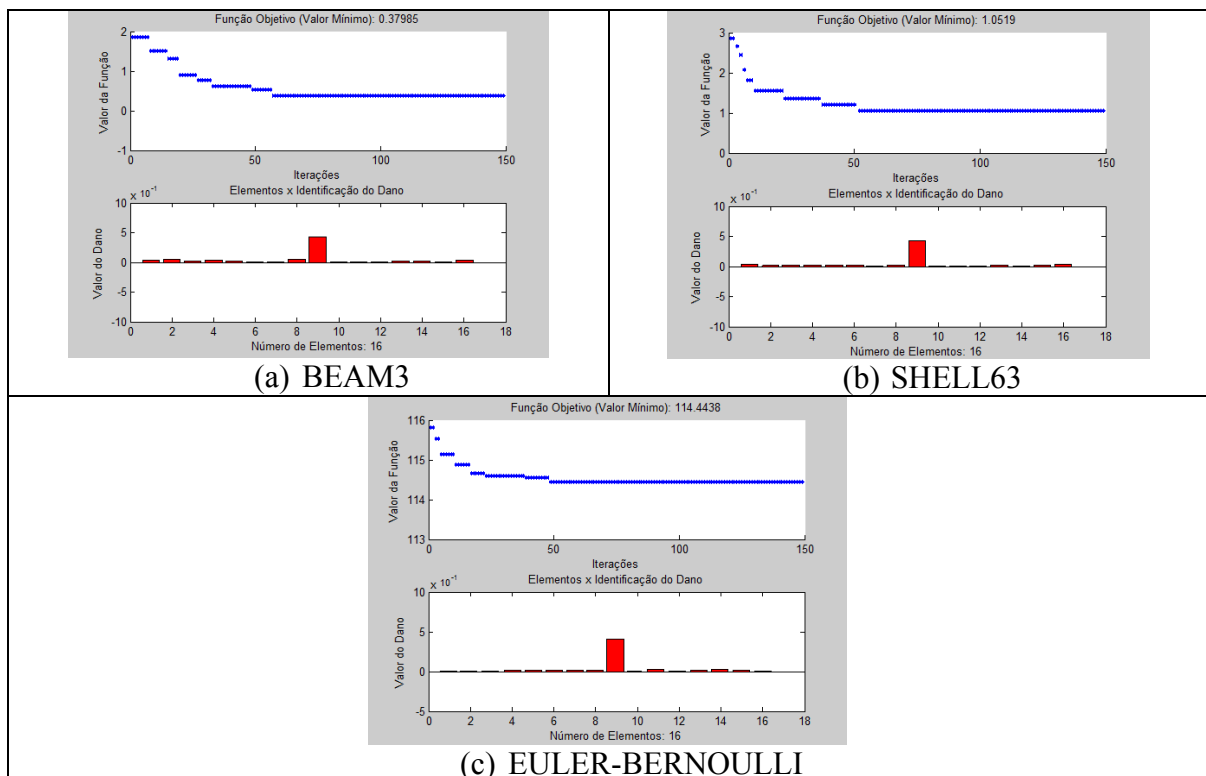 Função Objetivo (Valor Mínimo): 0.37985
Valor da Função
2
1
0
-1
0 50 100 150
Iterações
Elementos x Identificação do Dano
x 10⁻¹
Valor do Dano
10
5
0
-5
-10
0 2 4 6 8 10 12 14 16 18
Número de Elementos: 16
(a) BEAM3
Função Objetivo (Valor Mínimo): 1.0519
Valor da Função
3
2
1
0
0 50 100 150
Iterações
Elementos x Identificação do Dano
x 10⁻¹
Valor do Dano
10
5
0
-5
-10
0 2 4 6 8 10 12 14 16 18
Número de Elementos: 16
(b) SHELL63
Função Objetivo (Valor Mínimo): 114.4438
Valor da Função
116
115
114
113
0 50 100 150
Iterações
Elementos x Identificação do Dano
x 10⁻¹
Valor do Dano
10
5
0
-5
0 2 4 6 8 10 12 14 16 18
Número de Elementos: 16
(c) EULER-BERNOULLI